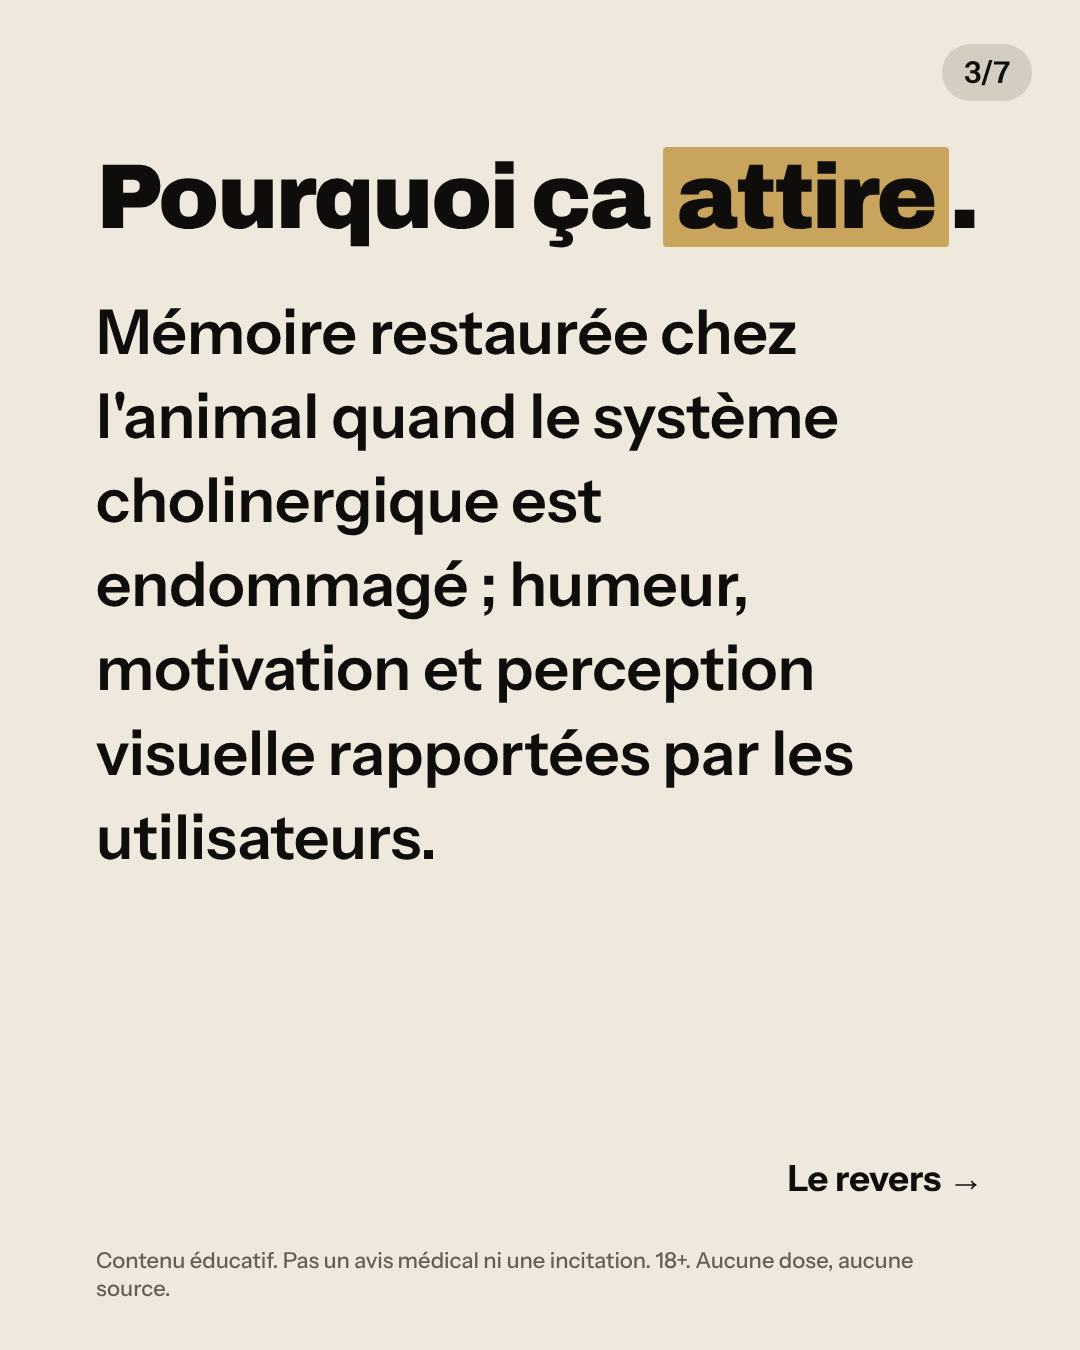 3/7
Pourquoi ça attire.
Mémoire restaurée chez
l'animal quand le système
cholinergique est
endommagé ; humeur,
motivation et perception
visuelle rapportées par les
utilisateurs.
Le revers →
Contenu éducatif. Pas un avis médical ni une incitation. 18+. Aucune dose, aucune
source.